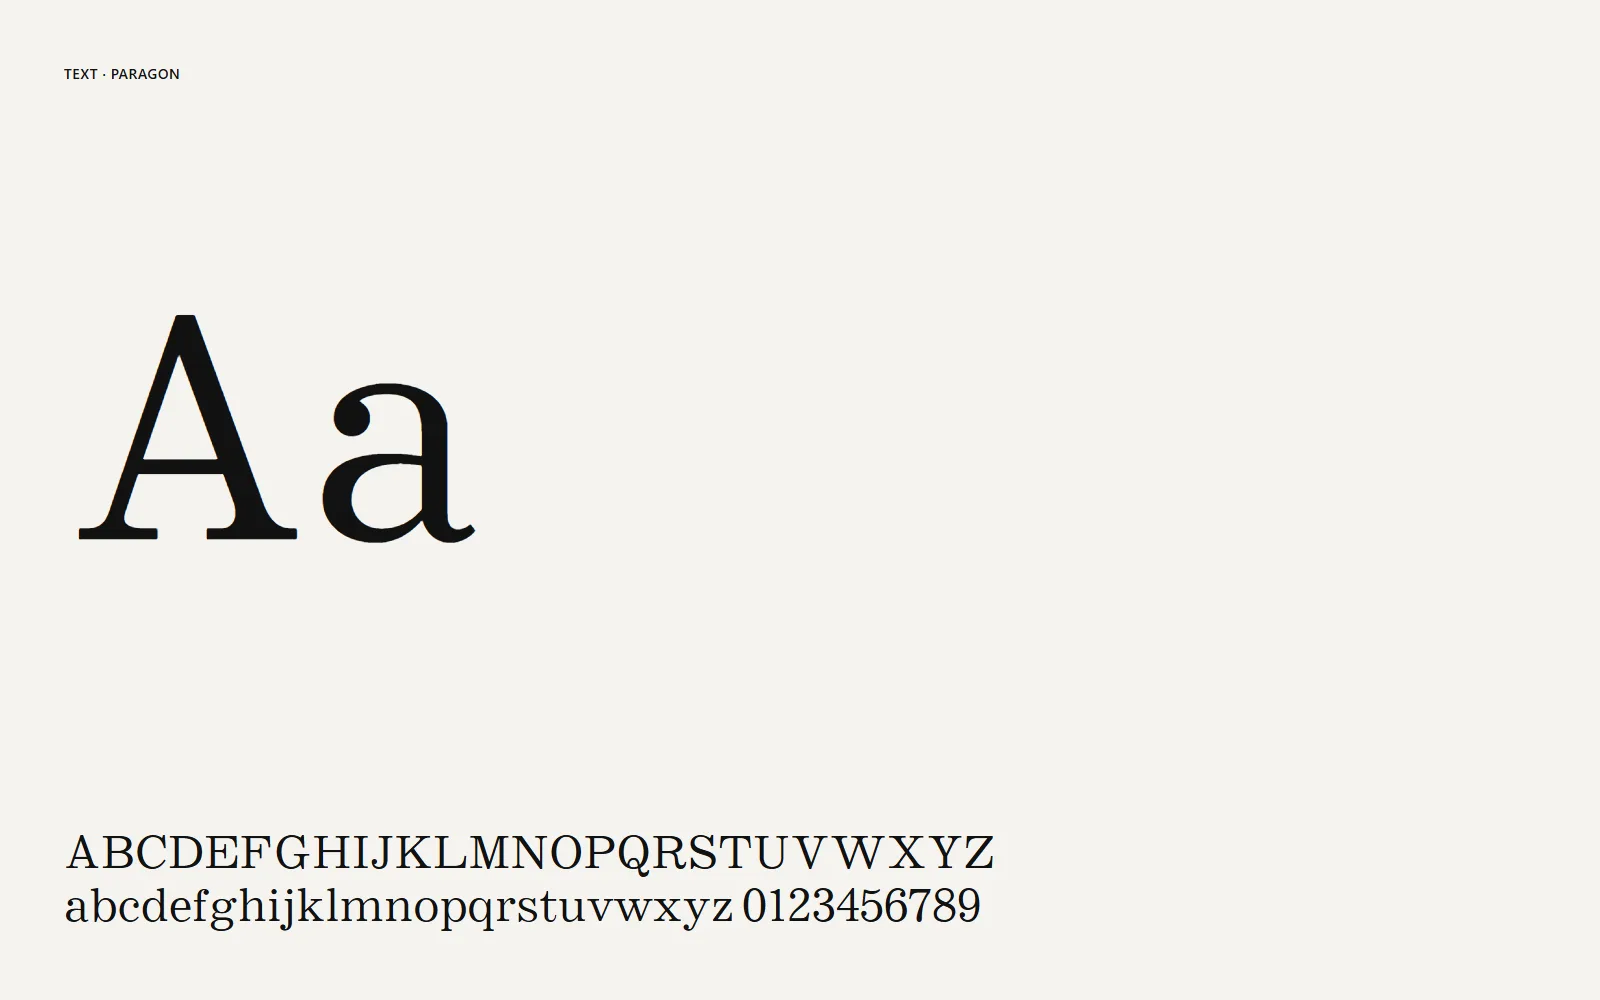 TEXT · PARAGON
Aa
ABCDEFGHIJKLMNOPQRSTUVWXYZ
abcdefghijklmnopqrstuvwxyz 0123456789